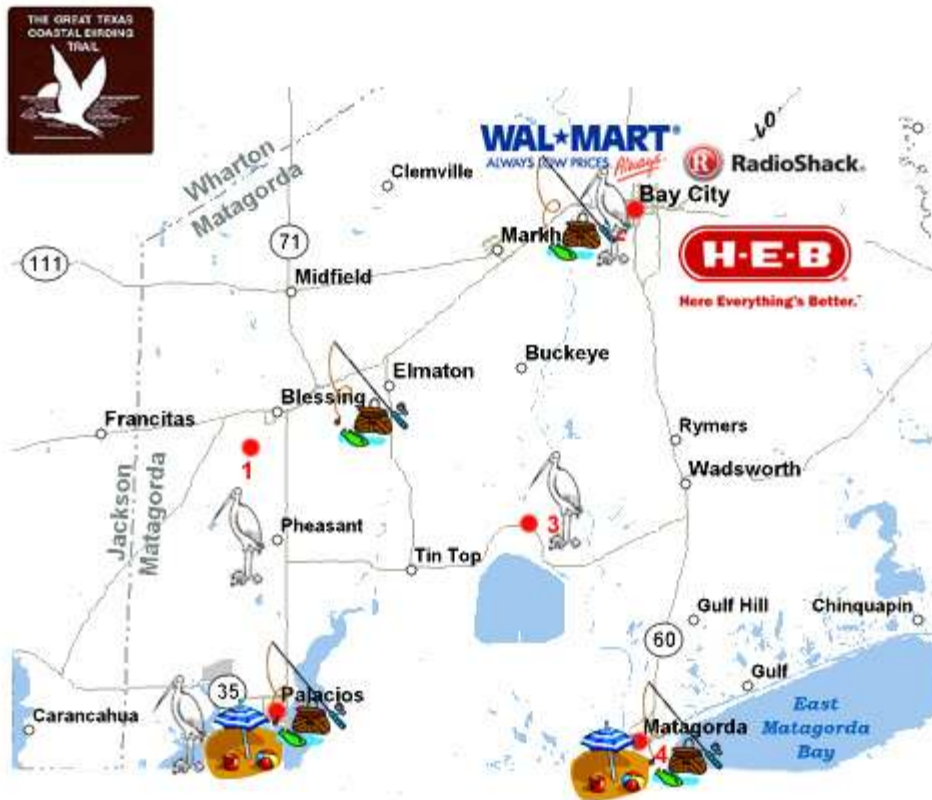 THE GREAT TEXAS
COASTAL BIRDING
TRAIL
Wharton
Matagorda
Clemville
WAL★MART®
ALWAYS LOW PRICES. Always.
R RadioShack.
Bay City
2
71
Markh
111
Midfield
H-E-B
Here Everything's Better.™
Buckeye
Elmaton
Blessing
Francitas
Rymers
1
Wadsworth
Jackson
Matagorda
3
Pheasant
Tin Top
Gulf Hill
Chinquapin
60
Gulf
35
Palacios
Carancahua
Matagorda
4
East
Matagorda
Bay